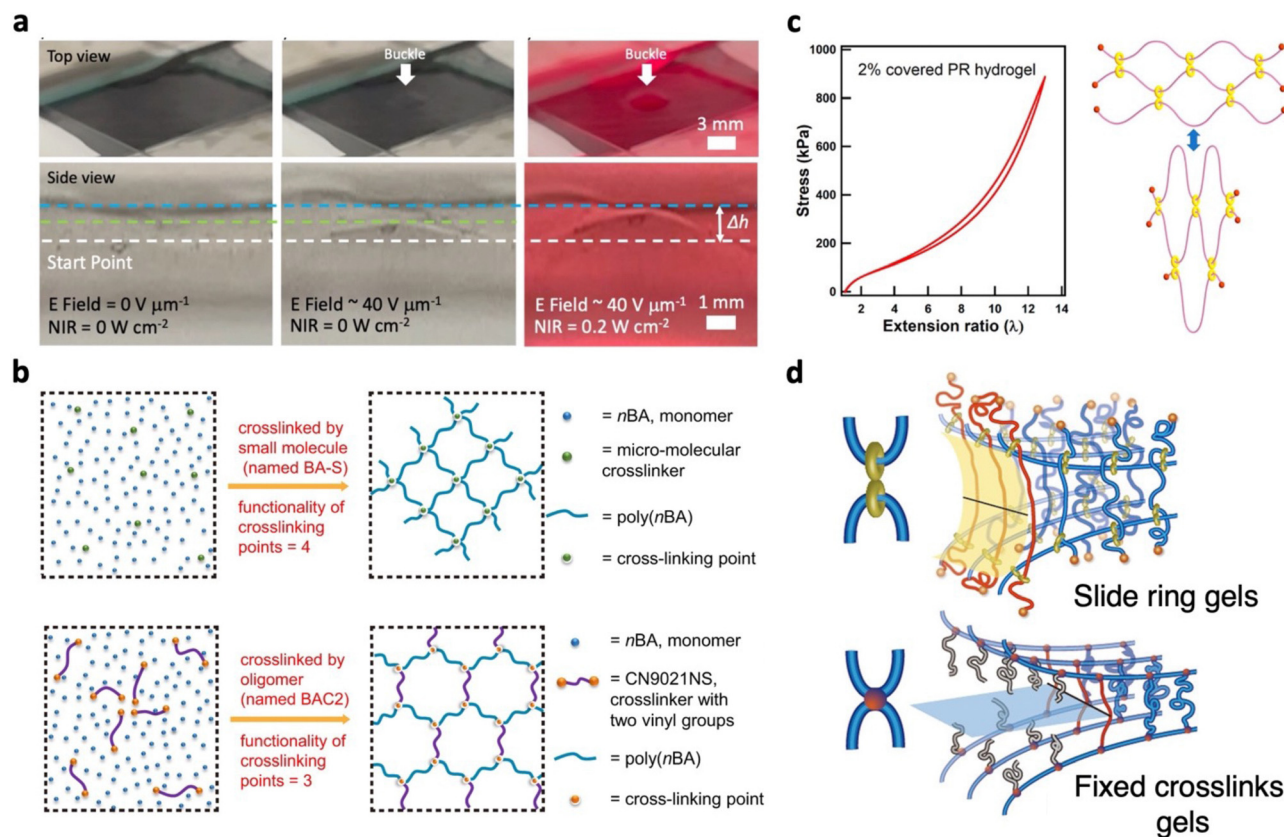 a
Top view
Buckle
Buckle
3 mm
Side view
Δh
Start Point
E Field = 0 V μm⁻¹
NIR = 0 W cm⁻²
E Field ~ 40 V μm⁻¹
NIR = 0 W cm⁻²
E Field ~ 40 V μm⁻¹
NIR = 0.2 W cm⁻²
1 mm
b
crosslinked by
small molecule
(named BA-S)
functionality of
crosslinking
points = 4
= nBA, monomer
= micro-molecular
crosslinker
= poly(nBA)
= cross-linking point
crosslinked by
oligomer
(named BAC2)
functionality of
crosslinking
points = 3
= nBA, monomer
= CN9021NS,
crosslinker with
two vinyl groups
= poly(nBA)
= cross-linking point
c
1000
800
600
400
200
0
Stress (kPa)
2% covered PR hydrogel
2 4 6 8 10 12 14
Extension ratio (λ)
d
Slide ring gels
Fixed crosslinks
gels